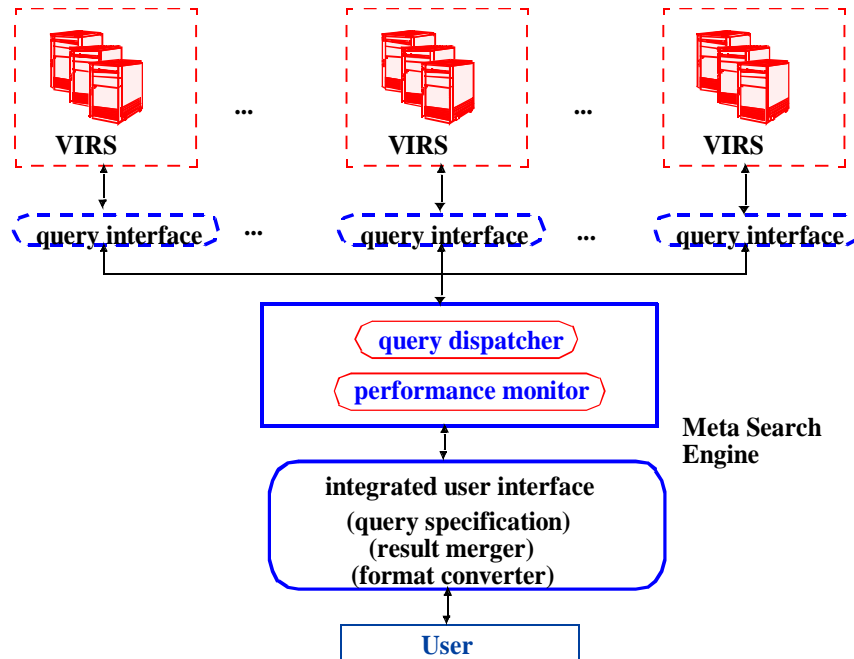 ... ...
VIRS VIRS VIRS
query interface ... query interface ... query interface
query dispatcher
performance monitor
Meta Search
Engine
integrated user interface
(query specification)
(result merger)
(format converter)
User